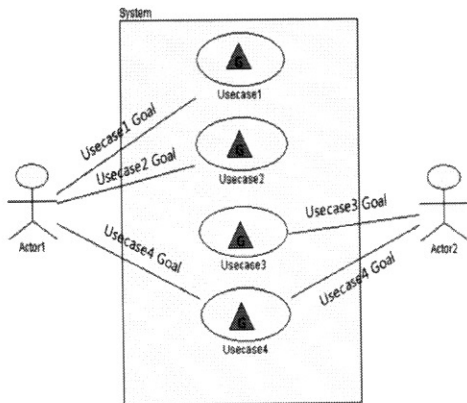 System
G
Usecase1
Usecase1 Goal
G
Usecase2
Usecase2 Goal
G
Usecase3
Usecase3 Goal
Actor1
Actor2
Usecase4 Goal
Usecase4 Goal
G
Usecase4